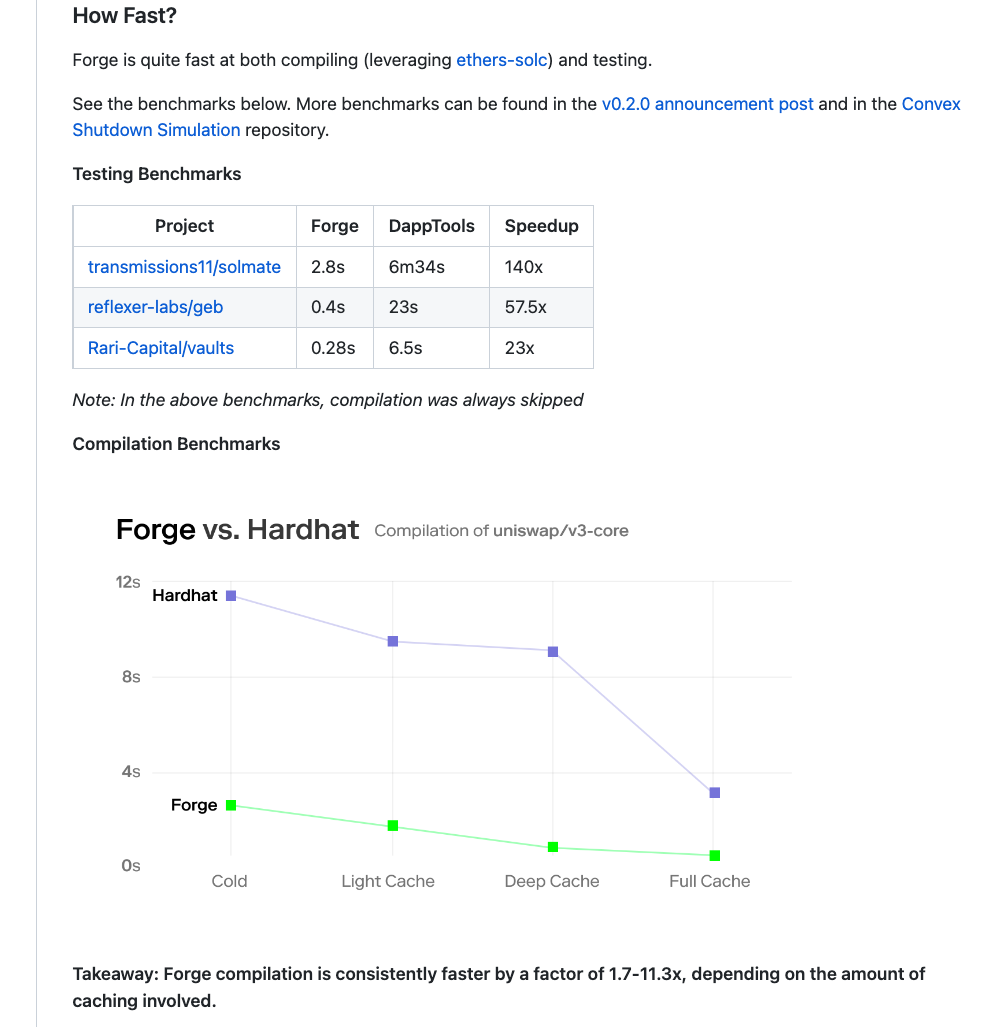 How Fast?
Forge is quite fast at both compiling (leveraging ethers-solc) and testing.
See the benchmarks below. More benchmarks can be found in the v0.2.0 announcement post and in the Convex
Shutdown Simulation repository.
Testing Benchmarks
Project Forge DappTools Speedup
transmissions11/solmate 2.8s 6m34s 140x
reflexer-labs/geb 0.4s 23s 57.5x
Rari-Capital/vaults 0.28s 6.5s 23x
Note: In the above benchmarks, compilation was always skipped
Compilation Benchmarks
Forge vs. Hardhat Compilation of uniswap/v3-core
12s
Hardhat
8s
4s
Forge
0s
Cold Light Cache Deep Cache Full Cache
Takeaway: Forge compilation is consistently faster by a factor of 1.7-11.3x, depending on the amount of
caching involved.